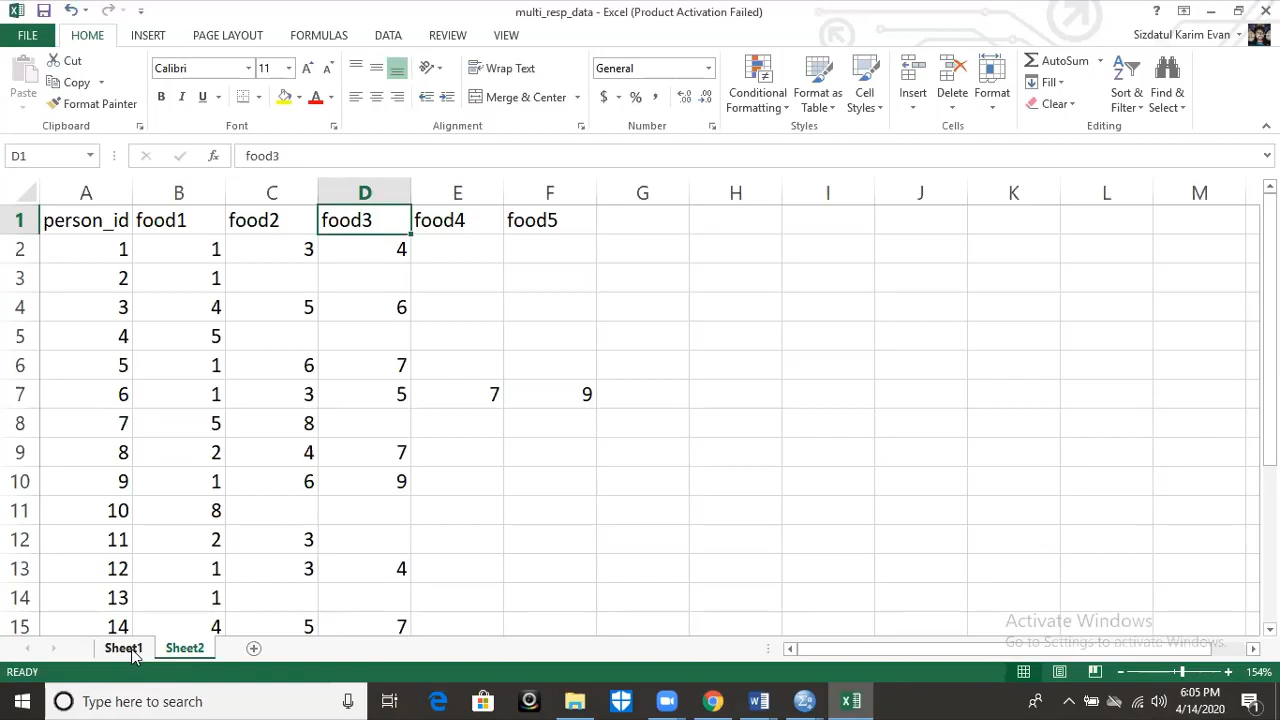 multi_resp_data - Excel (Product Activation Failed)
FILE HOME INSERT PAGE LAYOUT FORMULAS DATA REVIEW VIEW Sizdatul Karim Evan
Paste Cut Copy Format Painter Clipboard
Calibri 11 B I U A Font
Wrap Text Merge & Center Alignment
General $ % , Number
Conditional Formatting Format as Table Cell Styles Styles
Insert Delete Format Cells
AutoSum Fill Clear Sort & Filter Find & Select Editing
D1 fx food3
A B C D E F G H I J K L M
1 person_id food1 food2 food3 food4 food5
2 1 1 3 4
3 2 1
4 3 4 5 6
5 4 5
6 5 1 6 7
7 6 1 3 5 7 9
8 7 5 8
9 8 2 4 7
10 9 1 6 9
11 10 8
12 11 2 3
13 12 1 3 4
14 13 1
15 14 4 5 7
Activate Windows
Go to Settings to activate Windows.
Sheet1 Sheet2
READY 154%
Type here to search 6:05 PM
4/14/2020